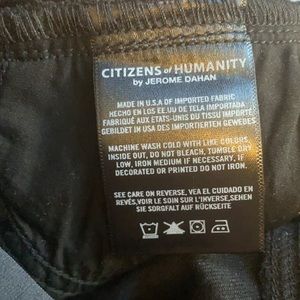 CITIZENS of HUMANITY
by JEROME DAHAN
MADE IN U.S.A OF IMPORTED FABRIC
HECHO EN LOS EE.UU DE TELA IMPORTADA
FABRIQUÉ AUX ETATS-UNIS DU TISSU IMPORTÉ
GEBILDET IN USA DES IMPORTIERTEN GEWEBES
MACHINE WASH COLD WITH LIKE COLORS,
INSIDE OUT, DO NOT BLEACH, TUMBLE DRY
LOW, IRON MEDIUM IF NECESSARY, IF
DECORATED OR PRINTED DO NOT IRON.
SEE CARE ON REVERSE, VEA EL CUIDADO EN
REVÉS,VOIR LE SOIN SUR L'INVERSE,SEHEN
SIE SORGFALT AUF RÜCKSEITE